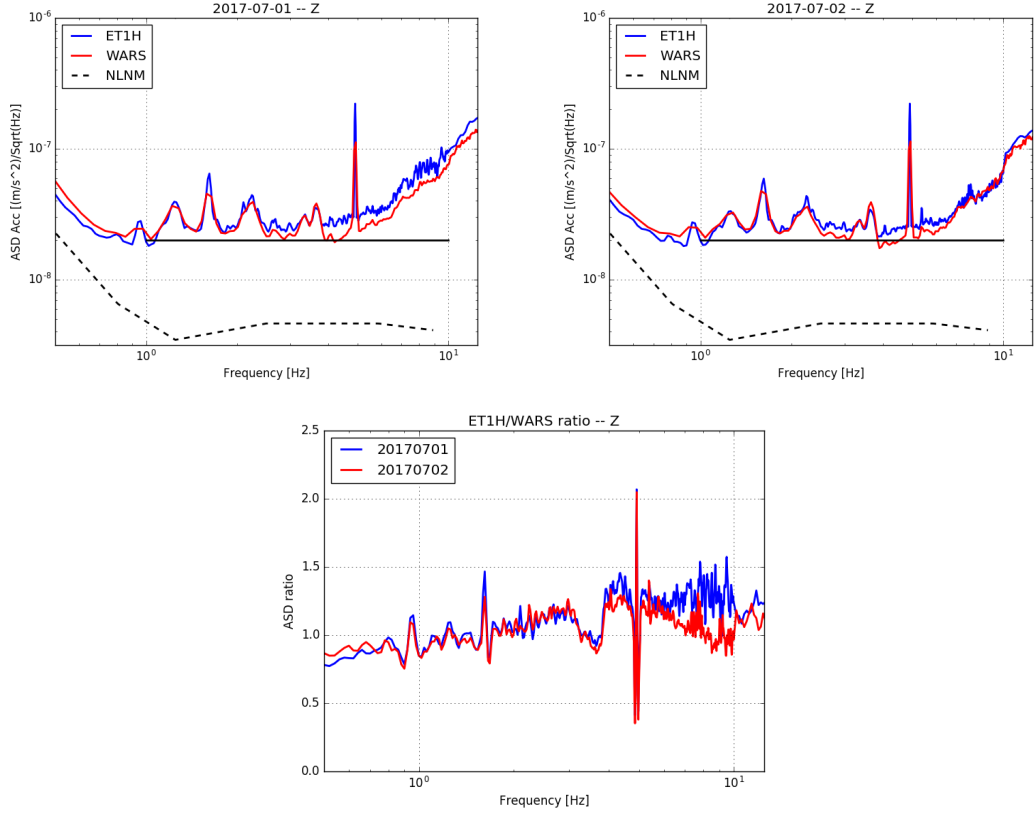 2017-07-01 -- Z
ET1H
WARS
NLNM
ASD Acc [(m/s^2)/Sqrt(Hz)]
10^-6
10^-7
10^-8
10^0
10^1
Frequency [Hz]
2017-07-02 -- Z
ET1H
WARS
NLNM
ASD Acc [(m/s^2)/Sqrt(Hz)]
10^-6
10^-7
10^-8
10^0
10^1
Frequency [Hz]
ET1H/WARS ratio -- Z
20170701
20170702
ASD ratio
2.5
2.0
1.5
1.0
0.5
0.0
10^0
10^1
Frequency [Hz]